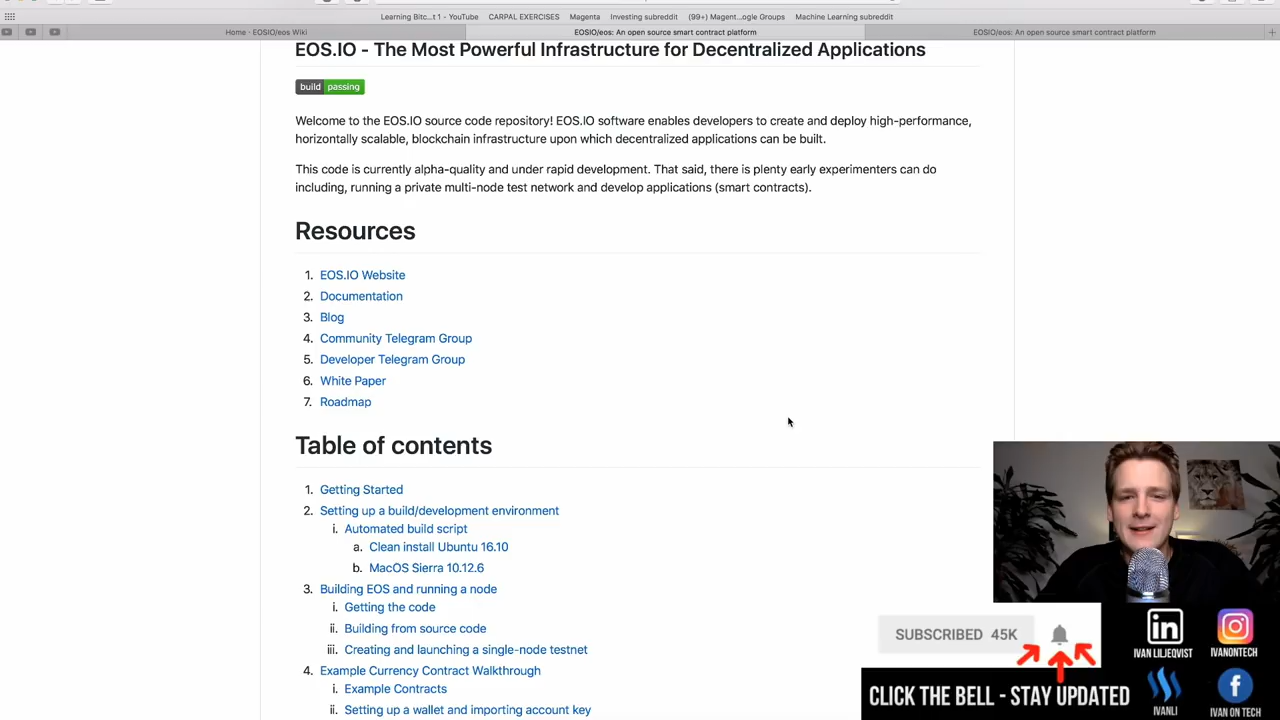 Learning Bitc...t 1 - YouTube CARPAL EXERCISES Magenta Investing subreddit (99+) Magent...ogle Groups Machine Learning subreddit
Home · EOSIO/eos Wiki EOSIO/eos: An open source smart contract platform EOSIO/eos: An open source smart contract platform
EOS.IO - The Most Powerful Infrastructure for Decentralized Applications
build passing
Welcome to the EOS.IO source code repository! EOS.IO software enables developers to create and deploy high-performance,
horizontally scalable, blockchain infrastructure upon which decentralized applications can be built.
This code is currently alpha-quality and under rapid development. That said, there is plenty early experimenters can do
including, running a private multi-node test network and develop applications (smart contracts).
Resources
1. EOS.IO Website
2. Documentation
3. Blog
4. Community Telegram Group
5. Developer Telegram Group
6. White Paper
7. Roadmap
Table of contents
1. Getting Started
2. Setting up a build/development environment
i. Automated build script
a. Clean install Ubuntu 16.10
b. MacOS Sierra 10.12.6
3. Building EOS and running a node
i. Getting the code
ii. Building from source code
iii. Creating and launching a single-node testnet
4. Example Currency Contract Walkthrough
i. Example Contracts
ii. Setting up a wallet and importing account key
SUBSCRIBED 45K
CLICK THE BELL - STAY UPDATED
in
IVAN LILJEQVIST
IVANONTECH
IVANLI
IVAN ON TECH